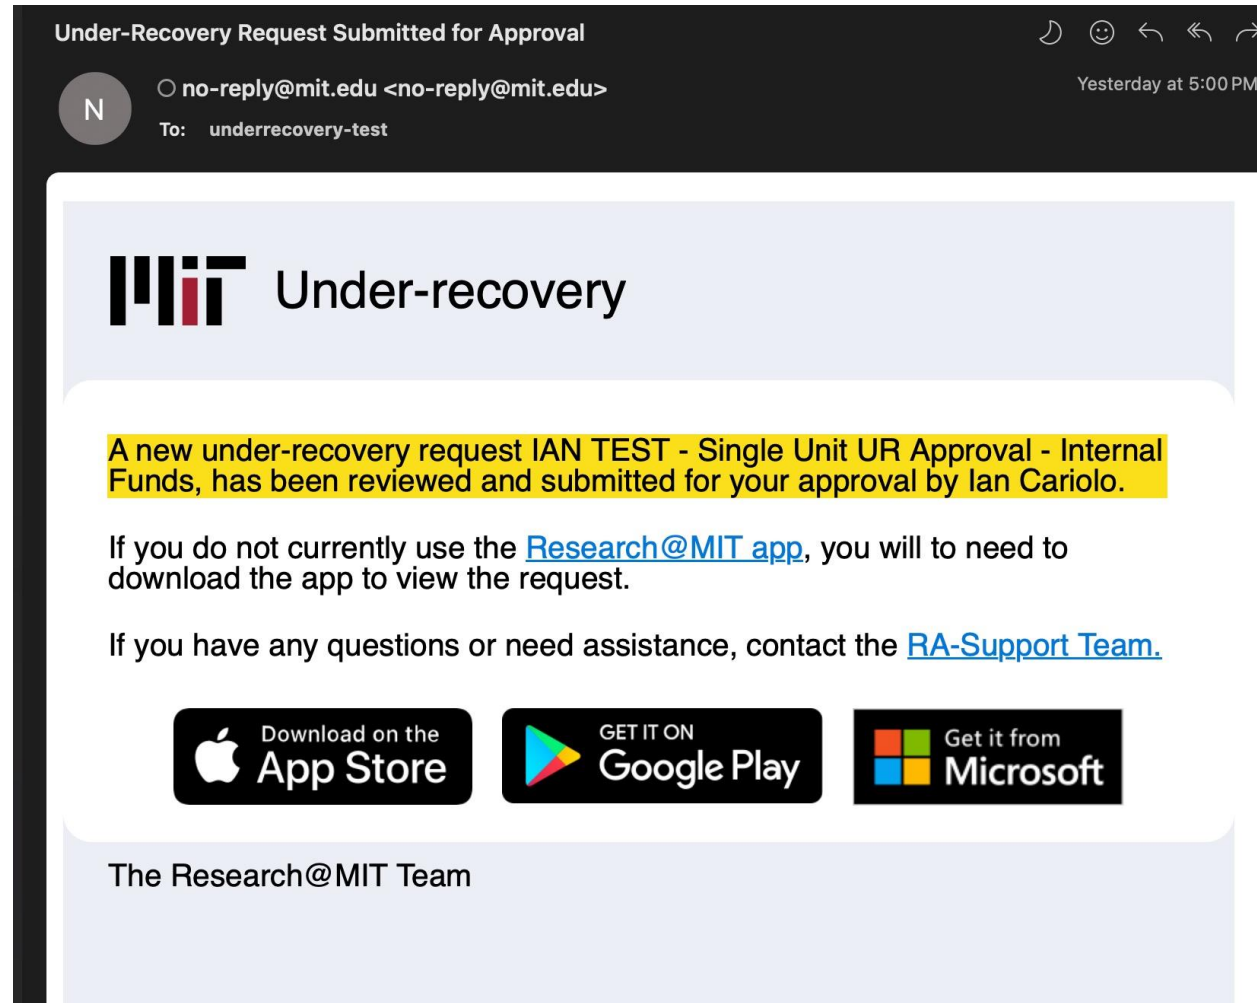 Under-Recovery Request Submitted for Approval
N
no-reply@mit.edu <no-reply@mit.edu>
Yesterday at 5:00 PM
To: underrecovery-test
MIT Under-recovery
A new under-recovery request IAN TEST - Single Unit UR Approval - Internal
Funds, has been reviewed and submitted for your approval by Ian Cariolo.
If you do not currently use the Research@MIT app, you will to need to
download the app to view the request.
If you have any questions or need assistance, contact the RA-Support Team.
Download on the
App Store
GET IT ON
Google Play
Get it from
Microsoft
The Research@MIT Team